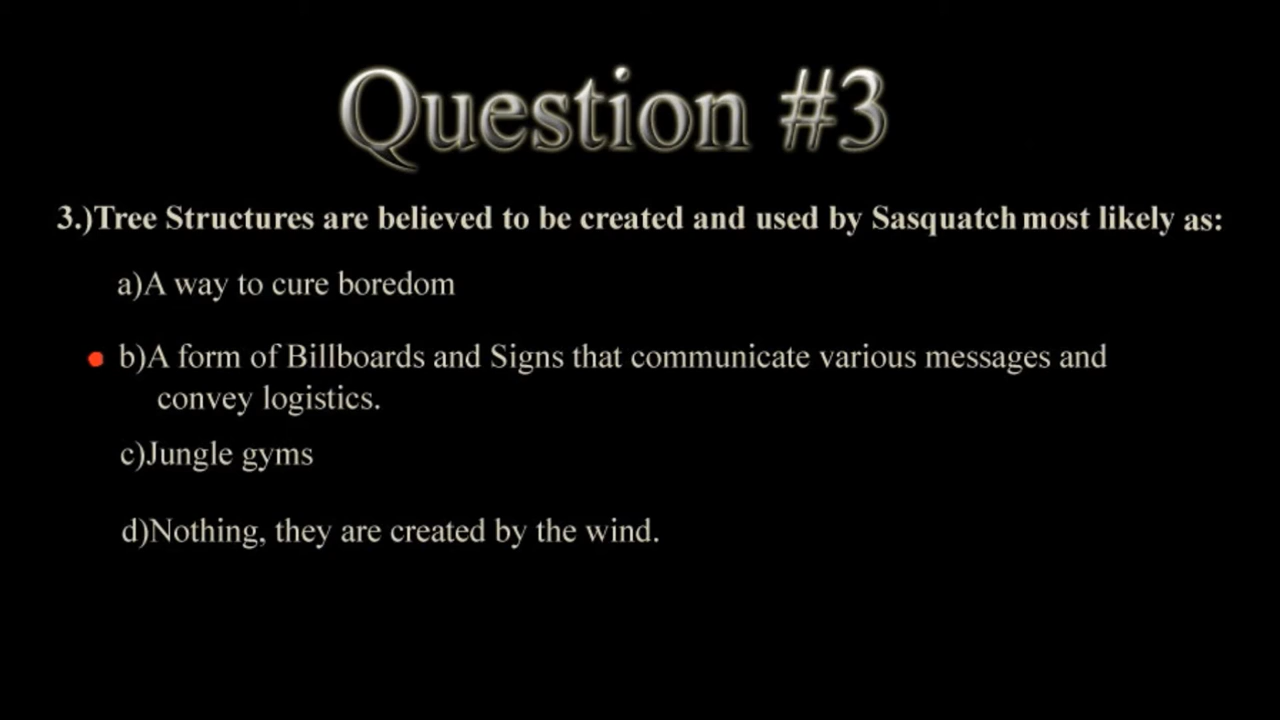 Question #3
3.)Tree Structures are believed to be created and used by Sasquatch most likely as:
a)A way to cure boredom
b)A form of Billboards and Signs that communicate various messages and
convey logistics.
c)Jungle gyms
d)Nothing, they are created by the wind.